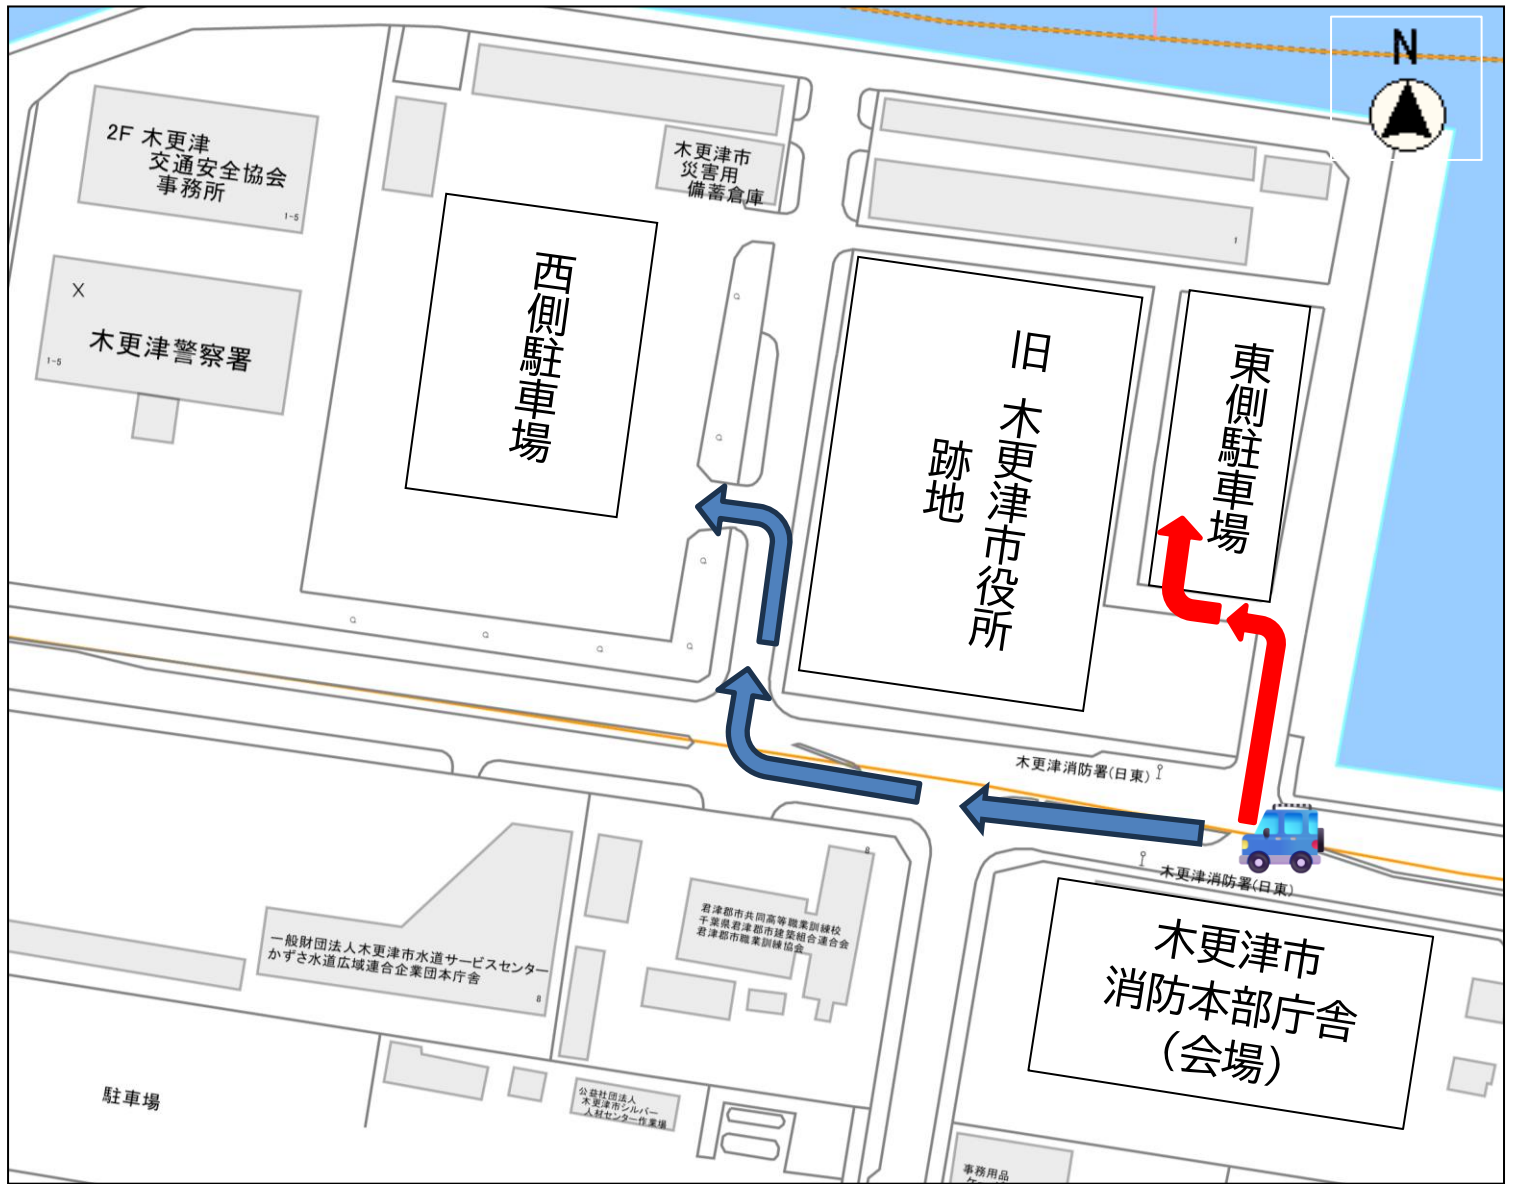 N
2F 木更津
交通安全協会
事務所
1-5
木更津市
災害用
備蓄倉庫
1
木更津警察署
1-5
西側駐車場
旧 木更津市役所
跡地
東側駐車場
木更津消防署(日東)
木更津消防署(日東)
木更津市
消防本部庁舎
(会場)
8
君津郡市共同高等職業訓練校
千葉県君津郡市建築組合連合会
君津郡市職業訓練協会
一般財団法人木更津市水道サービスセンター
かずさ水道広域連合企業団本庁舎
8
駐車場
公益社団法人
木更津市シルバー
人材センター作業場
事務用品